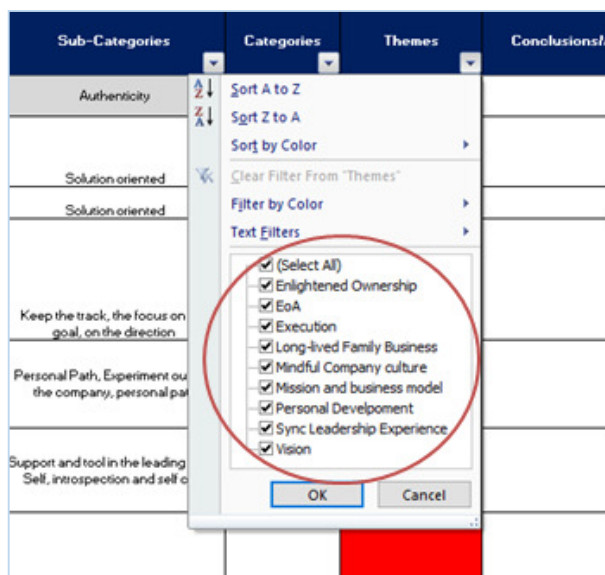 Sub-Categories
Categories
Themes
Conclusions/
Authenticity
Solution oriented
Solution oriented
Keep the track, the focus on
goal, on the direction
Personal Path, Experiment ou
the company, personal pa
Support and tool in the leading
Self, introspection and self
Sort A to Z
Sort Z to A
Sort by Color
Clear Filter From "Themes"
Filter by Color
Text Filters
(Select All)
Enlightened Ownership
EoA
Execution
Long-lived Family Business
Mindful Company culture
Mission and business model
Personal Develpoment
Sync Leadership Experience
Vision
OK
Cancel